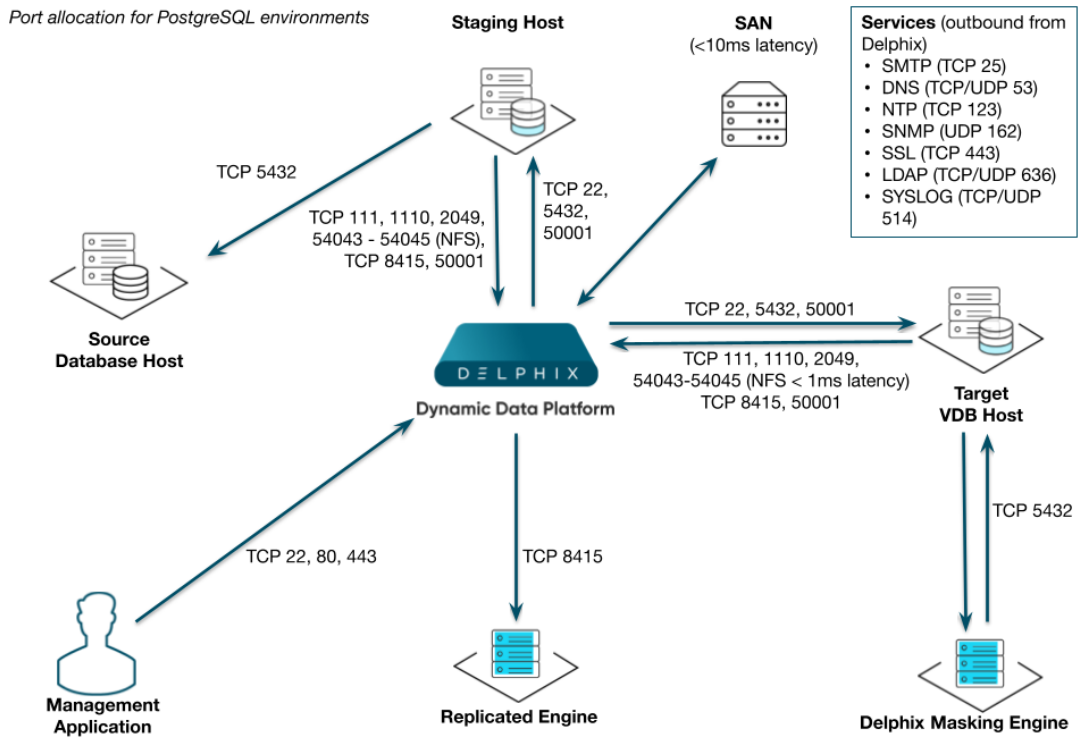 Port allocation for PostgreSQL environments
Staging Host
SAN
(<10ms latency)
Services (outbound from
Delphix)
• SMTP (TCP 25)
• DNS (TCP/UDP 53)
• NTP (TCP 123)
• SNMP (UDP 162)
• SSL (TCP 443)
• LDAP (TCP/UDP 636)
• SYSLOG (TCP/UDP
514)
TCP 5432
TCP 111, 1110, 2049,
54043 - 54045 (NFS),
TCP 8415, 50001
TCP 22,
5432,
50001
Source
Database Host
DELPHIX
Dynamic Data Platform
TCP 22, 5432, 50001
TCP 111, 1110, 2049,
54043-54045 (NFS < 1ms latency)
TCP 8415, 50001
Target
VDB Host
TCP 5432
TCP 22, 80, 443
TCP 8415
Management
Application
Replicated Engine
Delphix Masking Engine